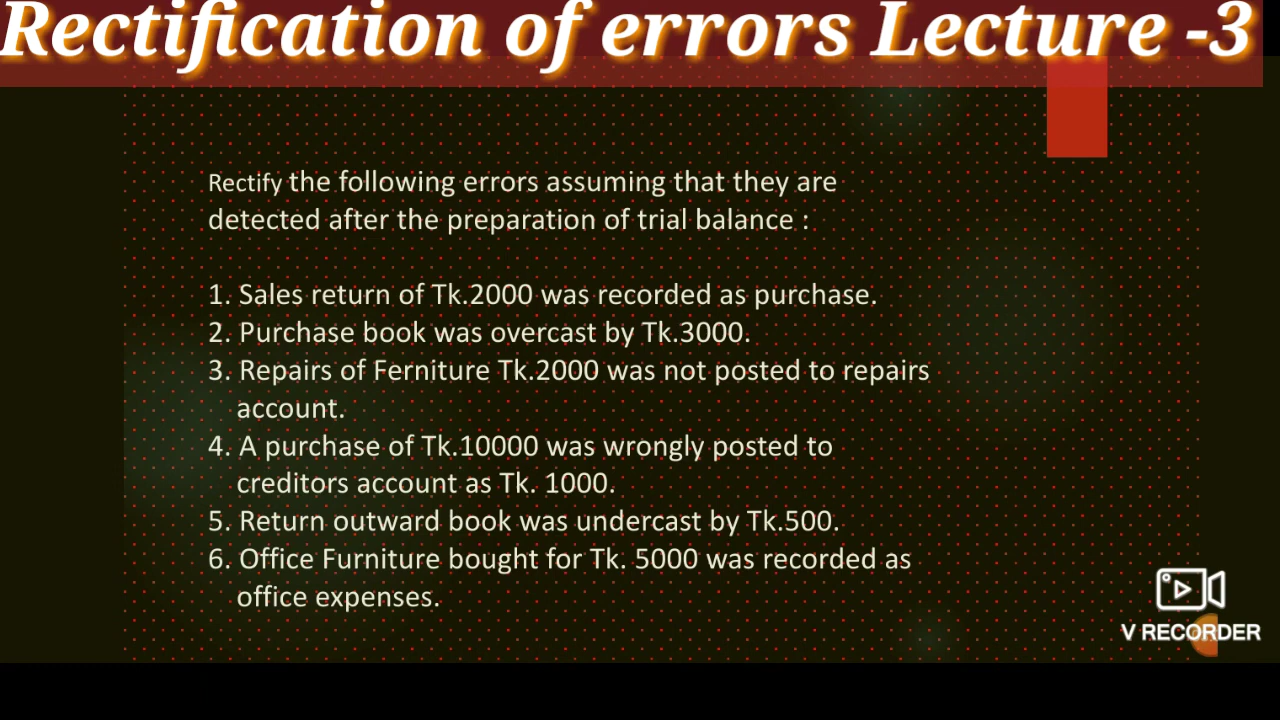 Rectification of errors Lecture -3
Rectify the following errors assuming that they are
detected after the preparation of trial balance :
1. Sales return of Tk.2000 was recorded as purchase.
2. Purchase book was overcast by Tk.3000.
3. Repairs of Ferniture Tk.2000 was not posted to repairs
account.
4. A purchase of Tk.10000 was wrongly posted to
creditors account as Tk. 1000.
5. Return outward book was undercast by Tk.500.
6. Office Furniture bought for Tk. 5000 was recorded as
office expenses.
V RECORDER